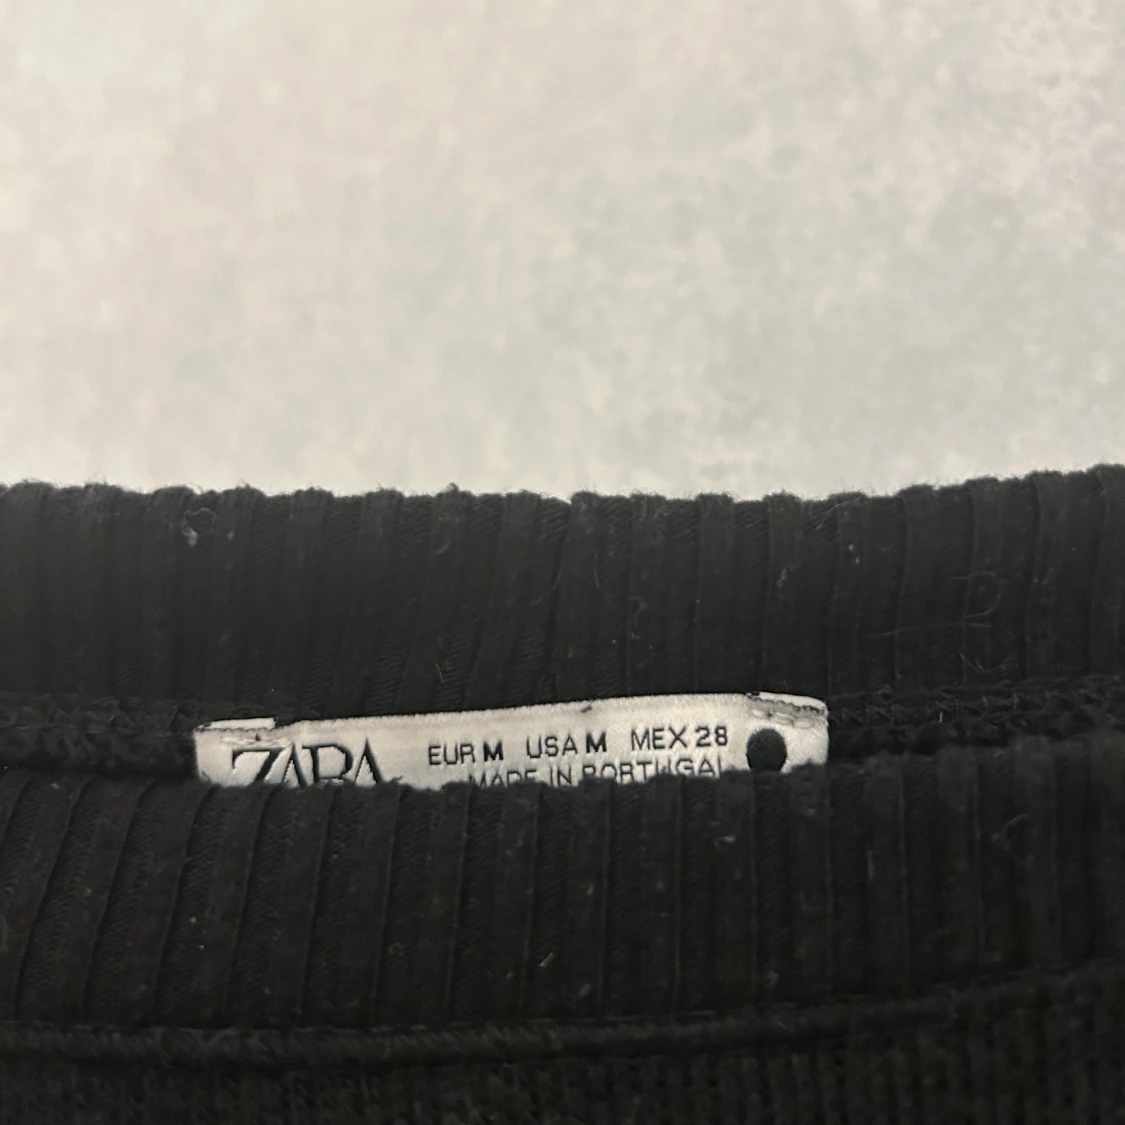 ZARA
EUR M USA M MEX 28
MADE IN PORTUGAL